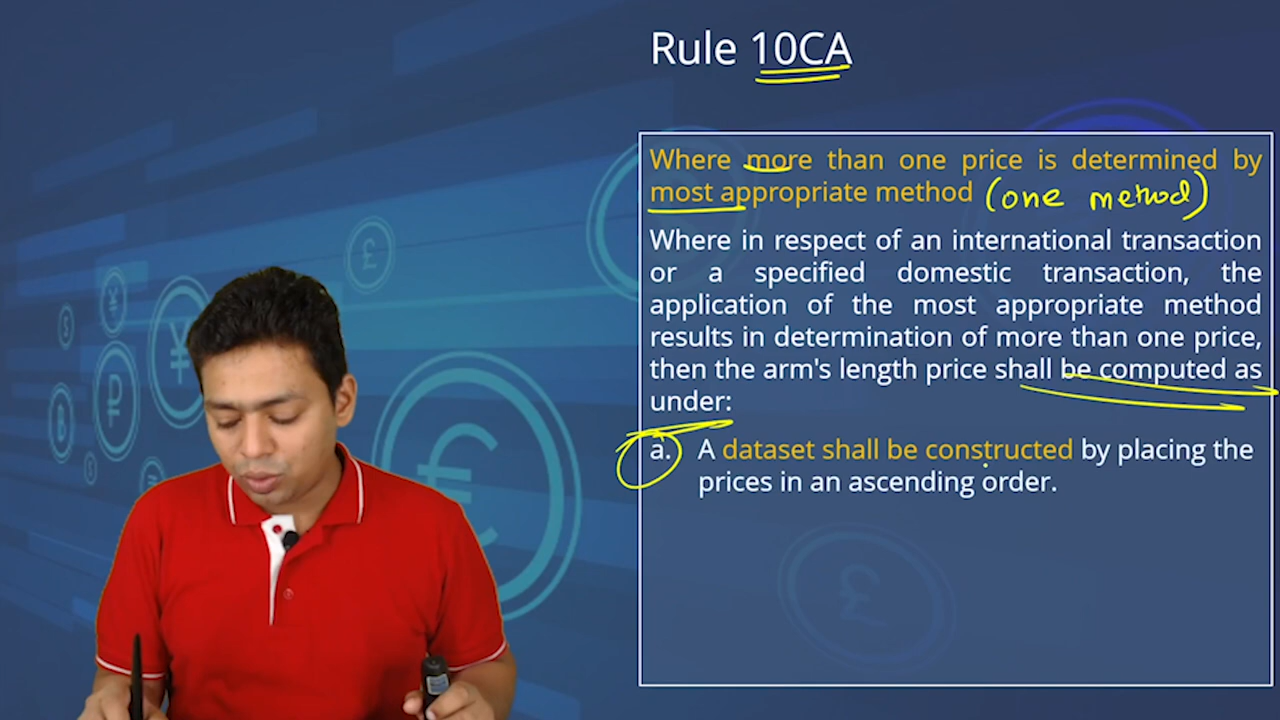 Rule 10CA
Where more than one price is determined by
most appropriate method (one method)
Where in respect of an international transaction
or a specified domestic transaction, the
application of the most appropriate method
results in determination of more than one price,
then the arm's length price shall be computed as
under:
a. A dataset shall be constructed by placing the
prices in an ascending order.